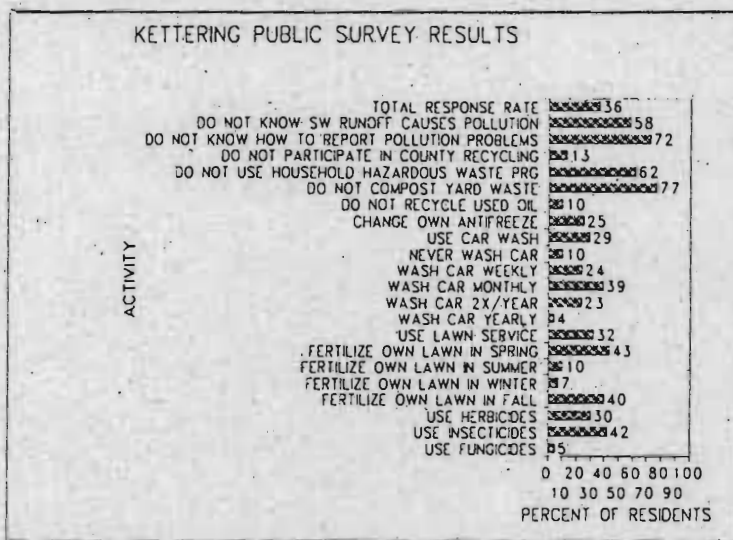 KETTERING PUBLIC SURVEY RESULTS
TOTAL RESPONSE RATE 36
DO NOT KNOW SW RUNOFF CAUSES POLLUTION 58
DO NOT KNOW HOW TO REPORT POLLUTION PROBLEMS 72
DO NOT PARTICIPATE IN COUNTY RECYCLING 13
DO NOT USE HOUSEHOLD HAZARDOUS WASTE PRG 62
DO NOT COMPOST YARD WASTE 77
DO NOT RECYCLE USED OIL 10
CHANGE OWN ANTIFREEZE 25
USE CAR WASH 29
NEVER WASH CAR 10
WASH CAR WEEKLY 24
WASH CAR MONTHLY 39
WASH CAR 2X/YEAR 23
WASH CAR YEARLY 4
USE LAWN SERVICE 32
FERTILIZE OWN LAWN IN SPRING 43
FERTILIZE OWN LAWN IN SUMMER 10
FERTILIZE OWN LAWN IN WINTER 7
FERTILIZE OWN LAWN IN FALL 40
USE HERBICIDES 30
USE INSECTICIDES 42
USE FUNGICIDES 5
ACTIVITY
0 20 40 60 80 100
10 30 50 70 90
PERCENT OF RESIDENTS